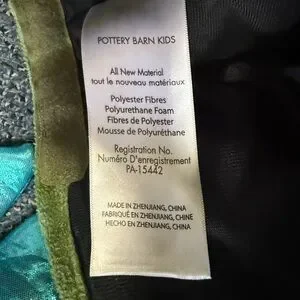 POTTERY BARN KIDS
All New Material
tout le nouveau matériaux
Polyester Fibres
Polyurethane Foam
Fibres de Polyester
Mousse de Polyuréthane
Registration No.
Numéro D'enregistrement
PA-15442
MADE IN ZHENJIANG, CHINA
FABRIQUÉ EN ZHENJIANG, CHINE
HECHO EN ZHENJIANG, CHINA